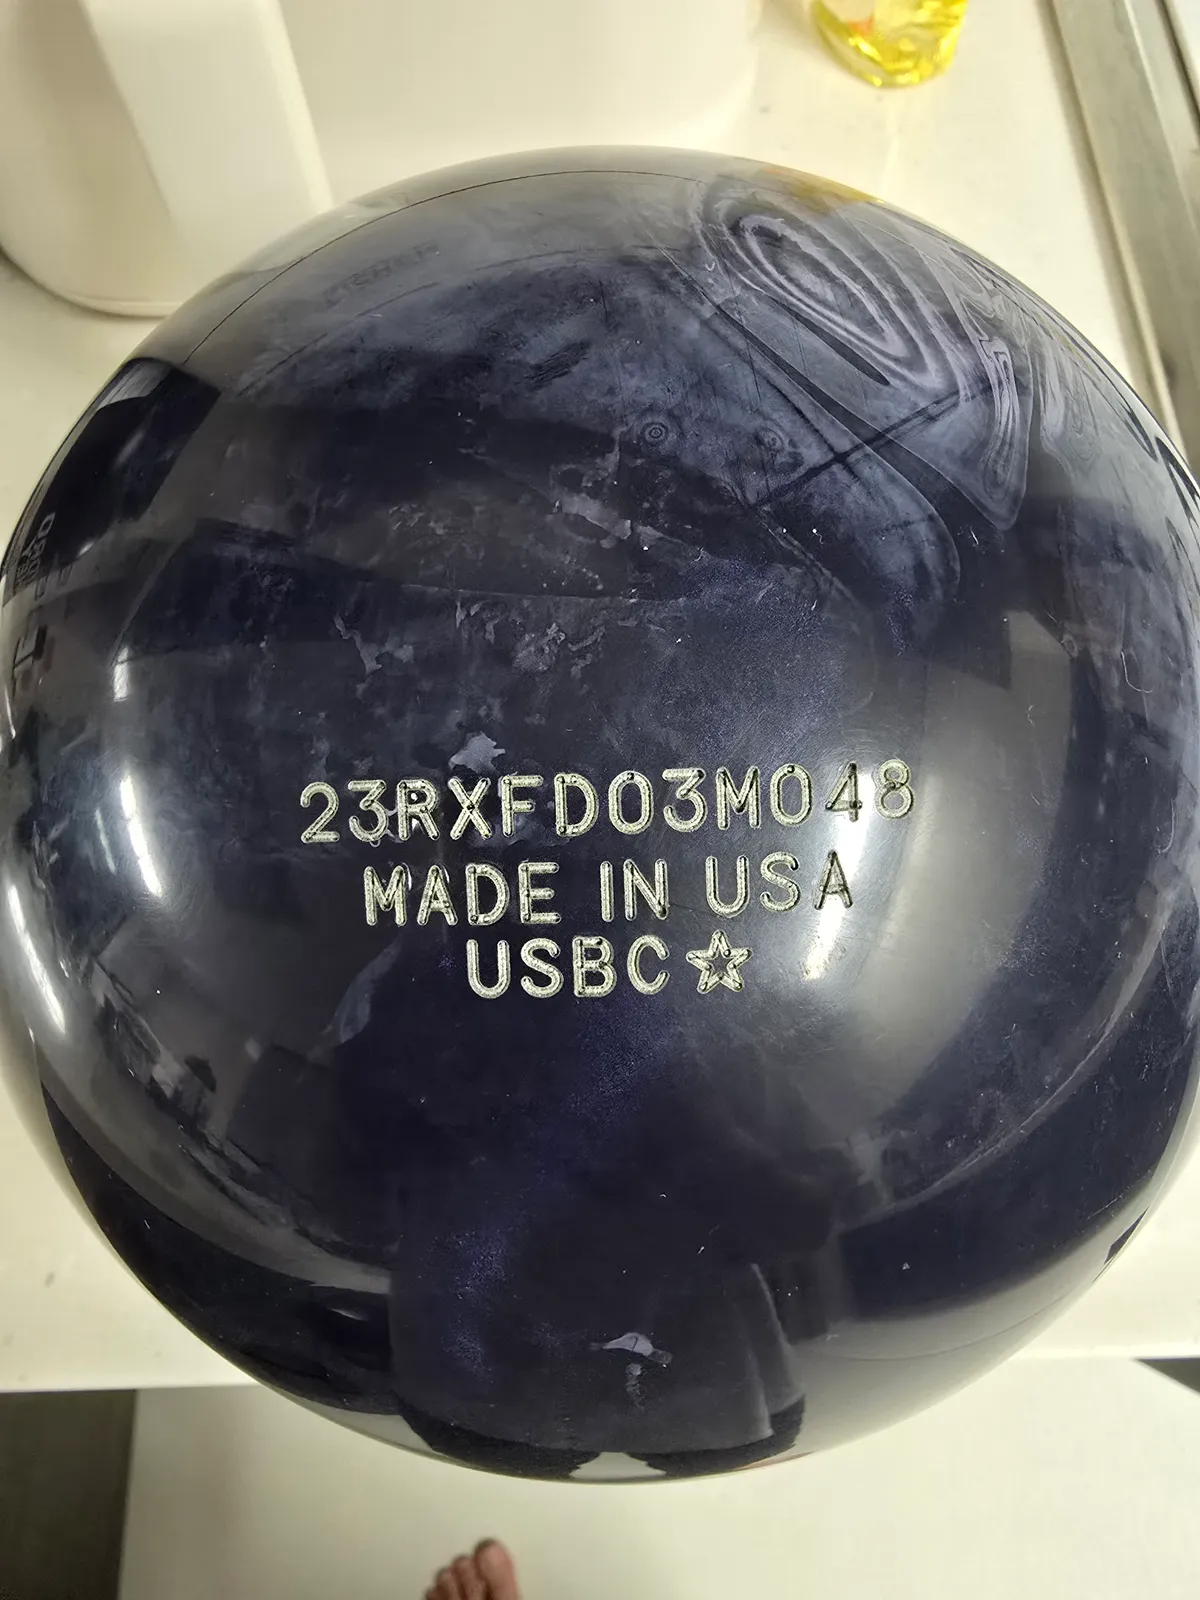 23RXFD03M048
MADE IN USA
USBC☆